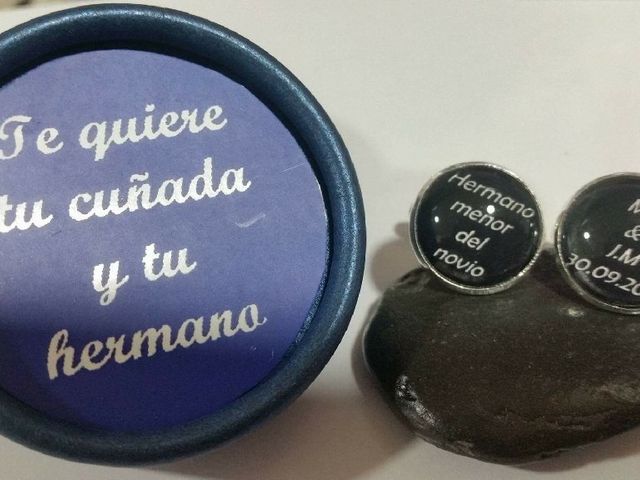 Te quiere
tu cuñada
y tu
hermano
Hermano
menor
del
novio
&
J.M
30.09.20